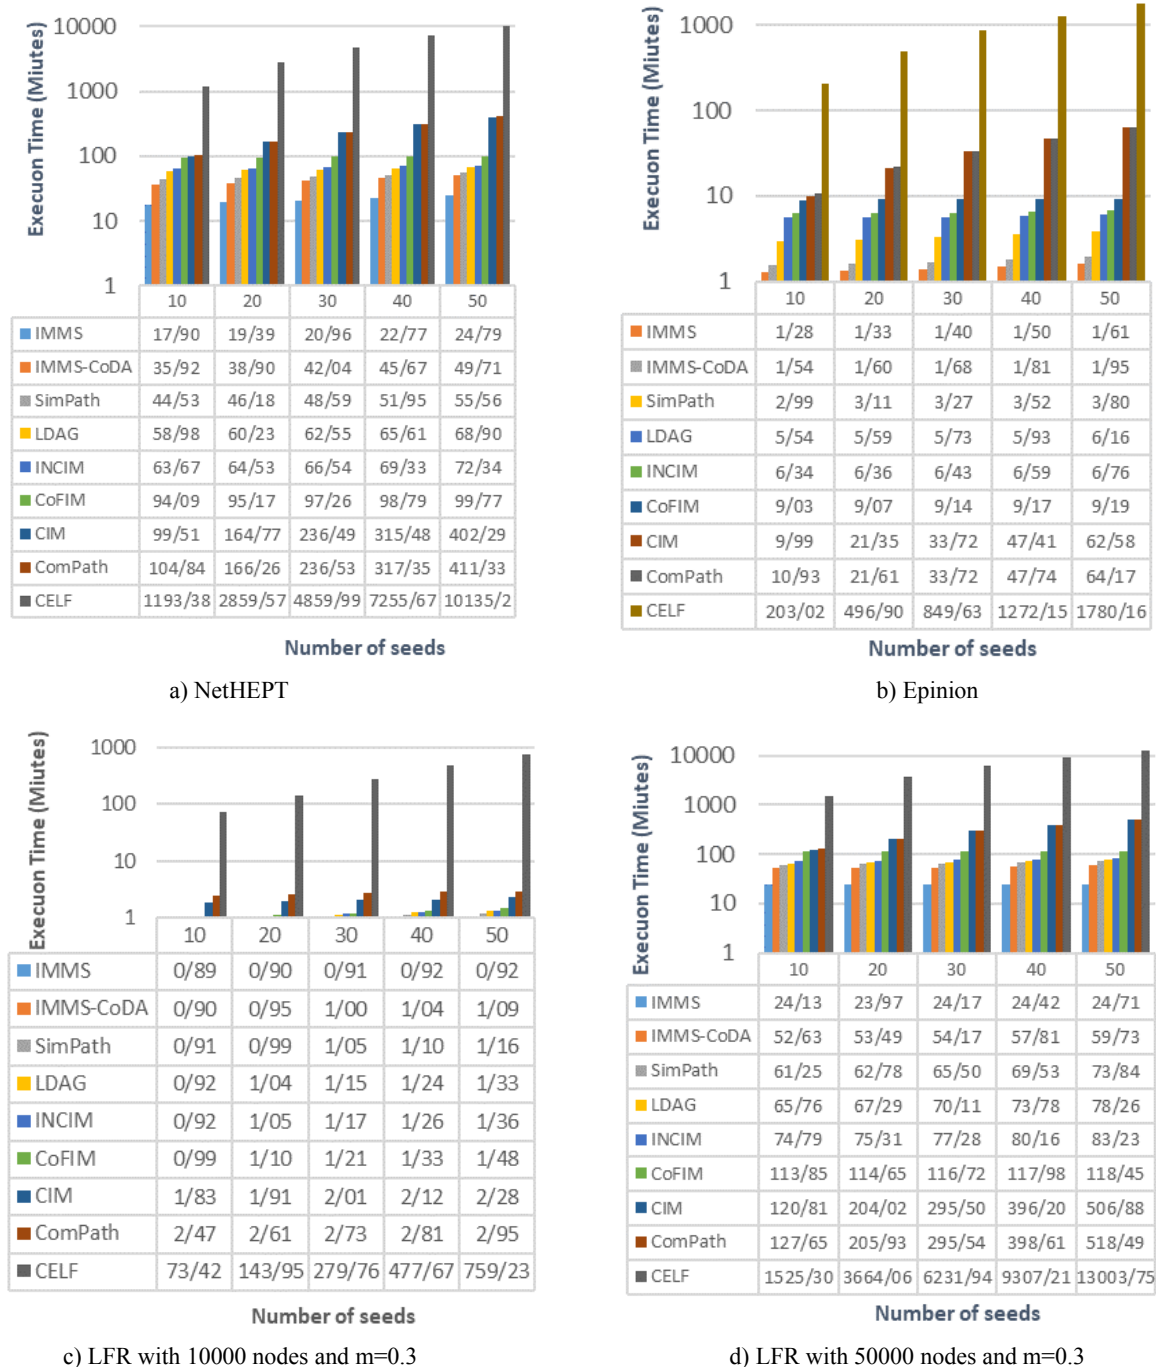 Execuon Time (Miutes)
10000
1000
100
10
1
10 20 30 40 50
IMMS 17/90 19/39 20/96 22/77 24/79
IMMS-CoDA 35/92 38/90 42/04 45/67 49/71
SimPath 44/53 46/18 48/59 51/95 55/56
LDAG 58/98 60/23 62/55 65/61 68/90
INCIM 63/67 64/53 66/54 69/33 72/34
CoFIM 94/09 95/17 97/26 98/79 99/77
CIM 99/51 164/77 236/49 315/48 402/29
ComPath 104/84 166/26 236/53 317/35 411/33
CELF 1193/38 2859/57 4859/99 7255/67 10135/2
Number of seeds
a) NetHEPT
Execuon Time (Miutes)
1000
100
10
1
10 20 30 40 50
IMMS 1/28 1/33 1/40 1/50 1/61
IMMS-CoDA 1/54 1/60 1/68 1/81 1/95
SimPath 2/99 3/11 3/27 3/52 3/80
LDAG 5/54 5/59 5/73 5/93 6/16
INCIM 6/34 6/36 6/43 6/59 6/76
CoFIM 9/03 9/07 9/14 9/17 9/19
CIM 9/99 21/35 33/72 47/41 62/58
ComPath 10/93 21/61 33/72 47/74 64/17
CELF 203/02 496/90 849/63 1272/15 1780/16
Number of seeds
b) Epinion
Execuon Time (Miutes)
1000
100
10
1
10 20 30 40 50
IMMS 0/89 0/90 0/91 0/92 0/92
IMMS-CoDA 0/90 0/95 1/00 1/04 1/09
SimPath 0/91 0/99 1/05 1/10 1/16
LDAG 0/92 1/04 1/15 1/24 1/33
INCIM 0/92 1/05 1/17 1/26 1/36
CoFIM 0/99 1/10 1/21 1/33 1/48
CIM 1/83 1/91 2/01 2/12 2/28
ComPath 2/47 2/61 2/73 2/81 2/95
CELF 73/42 143/95 279/76 477/67 759/23
Number of seeds
c) LFR with 10000 nodes and m=0.3
Execuon Time (Miutes)
10000
1000
100
10
1
10 20 30 40 50
IMMS 24/13 23/97 24/17 24/42 24/71
IMMS-CoDA 52/63 53/49 54/17 57/81 59/73
SimPath 61/25 62/78 65/50 69/53 73/84
LDAG 65/76 67/29 70/11 73/78 78/26
INCIM 74/79 75/31 77/28 80/16 83/23
CoFIM 113/85 114/65 116/72 117/98 118/45
CIM 120/81 204/02 295/50 396/20 506/88
ComPath 127/65 205/93 295/54 398/61 518/49
CELF 1525/30 3664/06 6231/94 9307/21 13003/75
Number of seeds
d) LFR with 50000 nodes and m=0.3